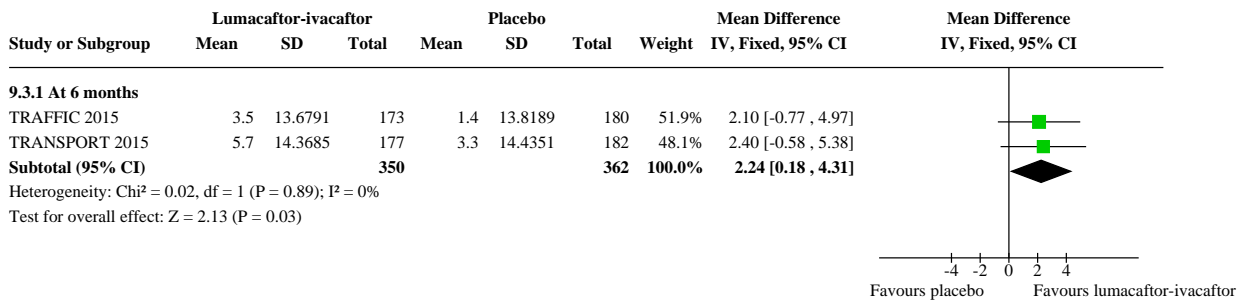 Lumacaftor-ivacaftor Placebo Mean Difference Mean Difference
Study or Subgroup Mean SD Total Mean SD Total Weight IV, Fixed, 95% CI IV, Fixed, 95% CI
9.3.1 At 6 months
TRAFFIC 2015 3.5 13.6791 173 1.4 13.8189 180 51.9% 2.10 [-0.77 , 4.97]
TRANSPORT 2015 5.7 14.3685 177 3.3 14.4351 182 48.1% 2.40 [-0.58 , 5.38]
Subtotal (95% CI) 350 362 100.0% 2.24 [0.18 , 4.31]
Heterogeneity: Chi² = 0.02, df = 1 (P = 0.89); I² = 0%
Test for overall effect: Z = 2.13 (P = 0.03)
-4 -2 0 2 4
Favours placebo Favours lumacaftor-ivacaftor